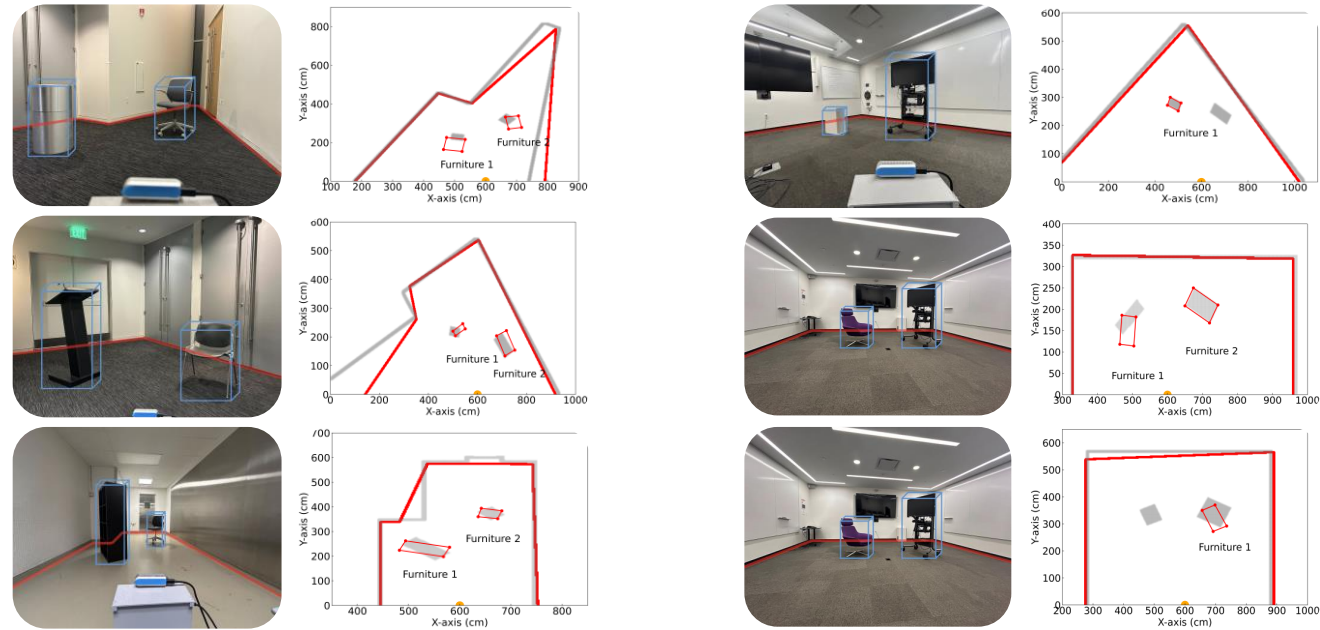 Y-axis (cm)
800
600
400
200
0
Furniture 2
Furniture 1
100 200 300 400 500 600 700 800 900
X-axis (cm)
Y-axis (cm)
600
500
400
300
200
100
0
Furniture 1
0 200 400 600 800 1000
X-axis (cm)
EXIT
Y-axis (cm)
600
500
400
300
200
100
0
Furniture 1
Furniture 2
0 200 400 600 800 1000
X-axis (cm)
Y-axis (cm)
400
350
300
250
200
150
100
50
0
Furniture 2
Furniture 1
300 400 500 600 700 800 900 1000
X-axis (cm)
Y-axis (cm)
700
600
500
400
300
200
100
0
Furniture 2
Furniture 1
400 500 600 700 800
X-axis (cm)
Y-axis (cm)
600
500
400
300
200
100
0
Furniture 1
200 300 400 500 600 700 800 900 1000
X-axis (cm)